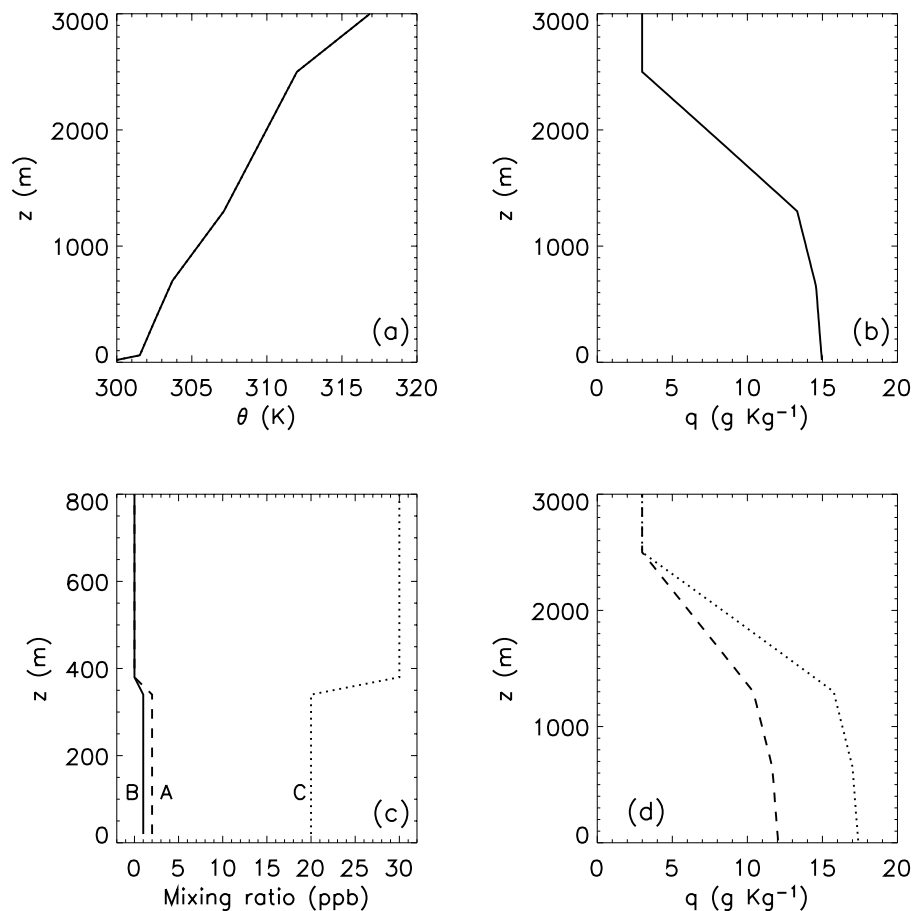 3000
2000
1000
0
z (m)
(a)
300 305 310 315 320
θ (K)
3000
2000
1000
0
z (m)
(b)
0 5 10 15 20
q (g Kg⁻¹)
800
600
400
200
0
z (m)
B A C
(c)
0 5 10 15 20 25 30
Mixing ratio (ppb)
3000
2000
1000
0
z (m)
(d)
0 5 10 15 20
q (g Kg⁻¹)